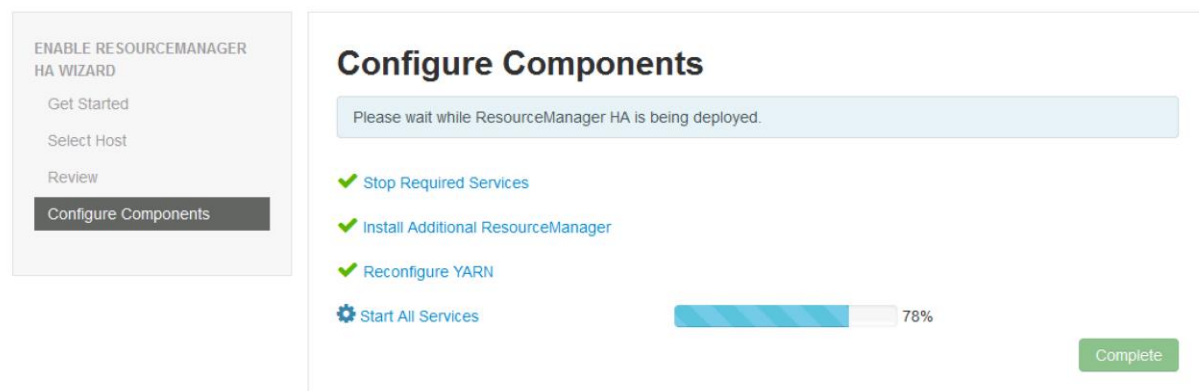 ENABLE RESOURCEMANAGER
HA WIZARD
Get Started
Select Host
Review
Configure Components
Configure Components
Please wait while ResourceManager HA is being deployed.
Stop Required Services
Install Additional ResourceManager
Reconfigure YARN
Start All Services 78%
Complete